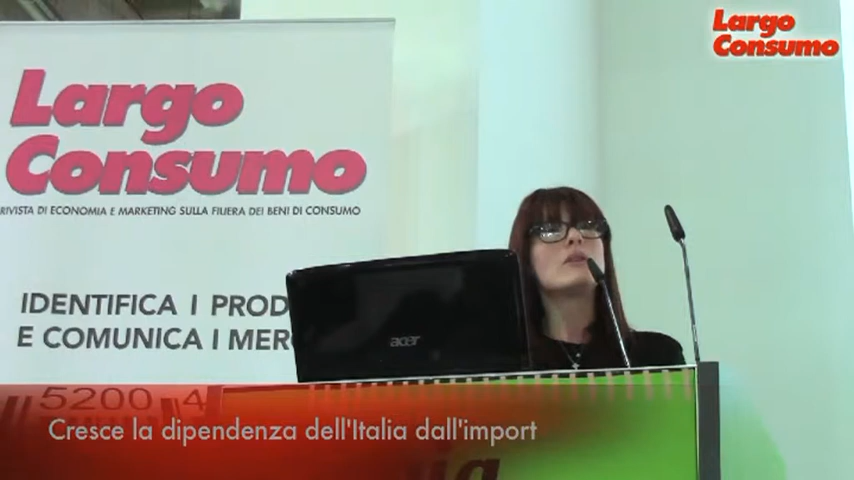 Largo
Consumo
Largo
Consumo
RIVISTA DI ECONOMIA E MARKETING SULLA FILIERA DEI BENI DI CONSUMO
IDENTIFICA I PROD
E COMUNICA I MER
acer
5200 4
Cresce la dipendenza dell'Italia dall'import